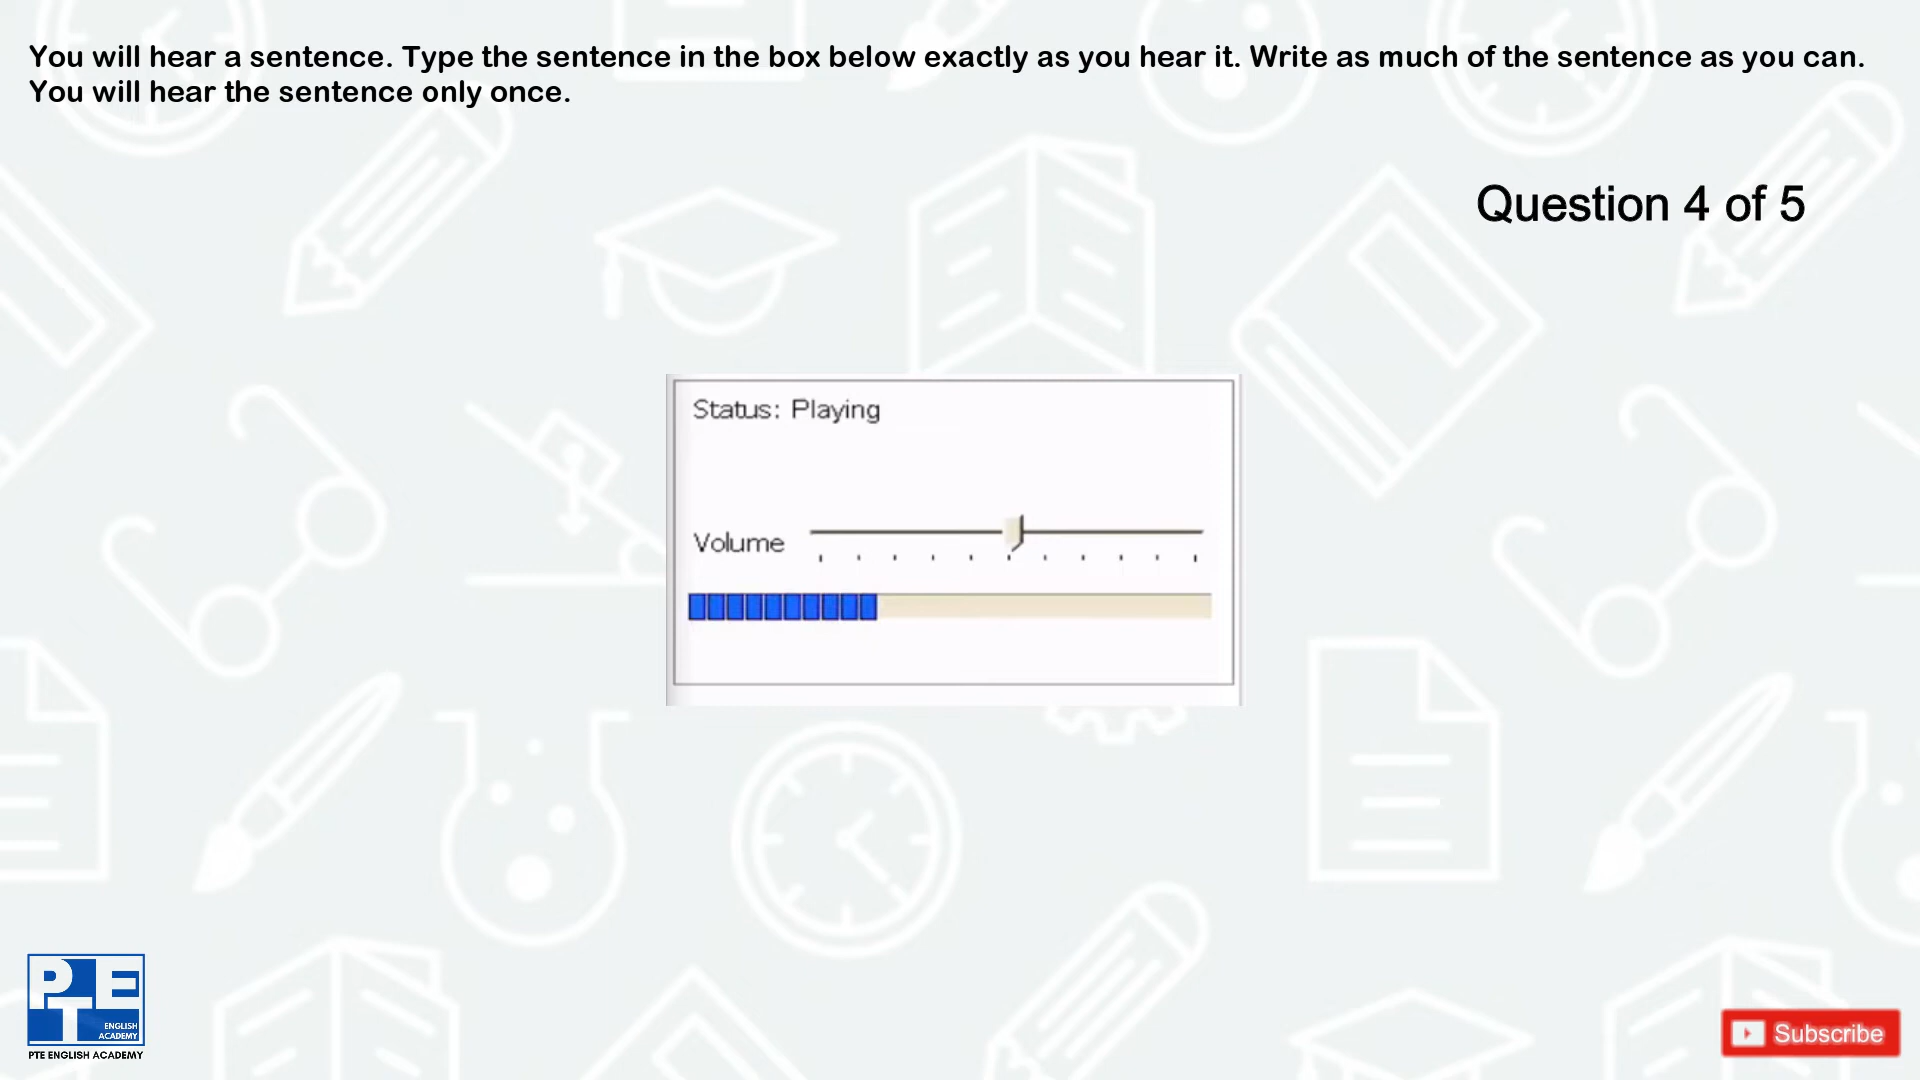 You will hear a sentence. Type the sentence in the box below exactly as you hear it. Write as much of the sentence as you can.
You will hear the sentence only once.
Question 4 of 5
Status: Playing
Volume
PTE
ENGLISH
ACADEMY
PTE ENGLISH ACADEMY
Subscribe